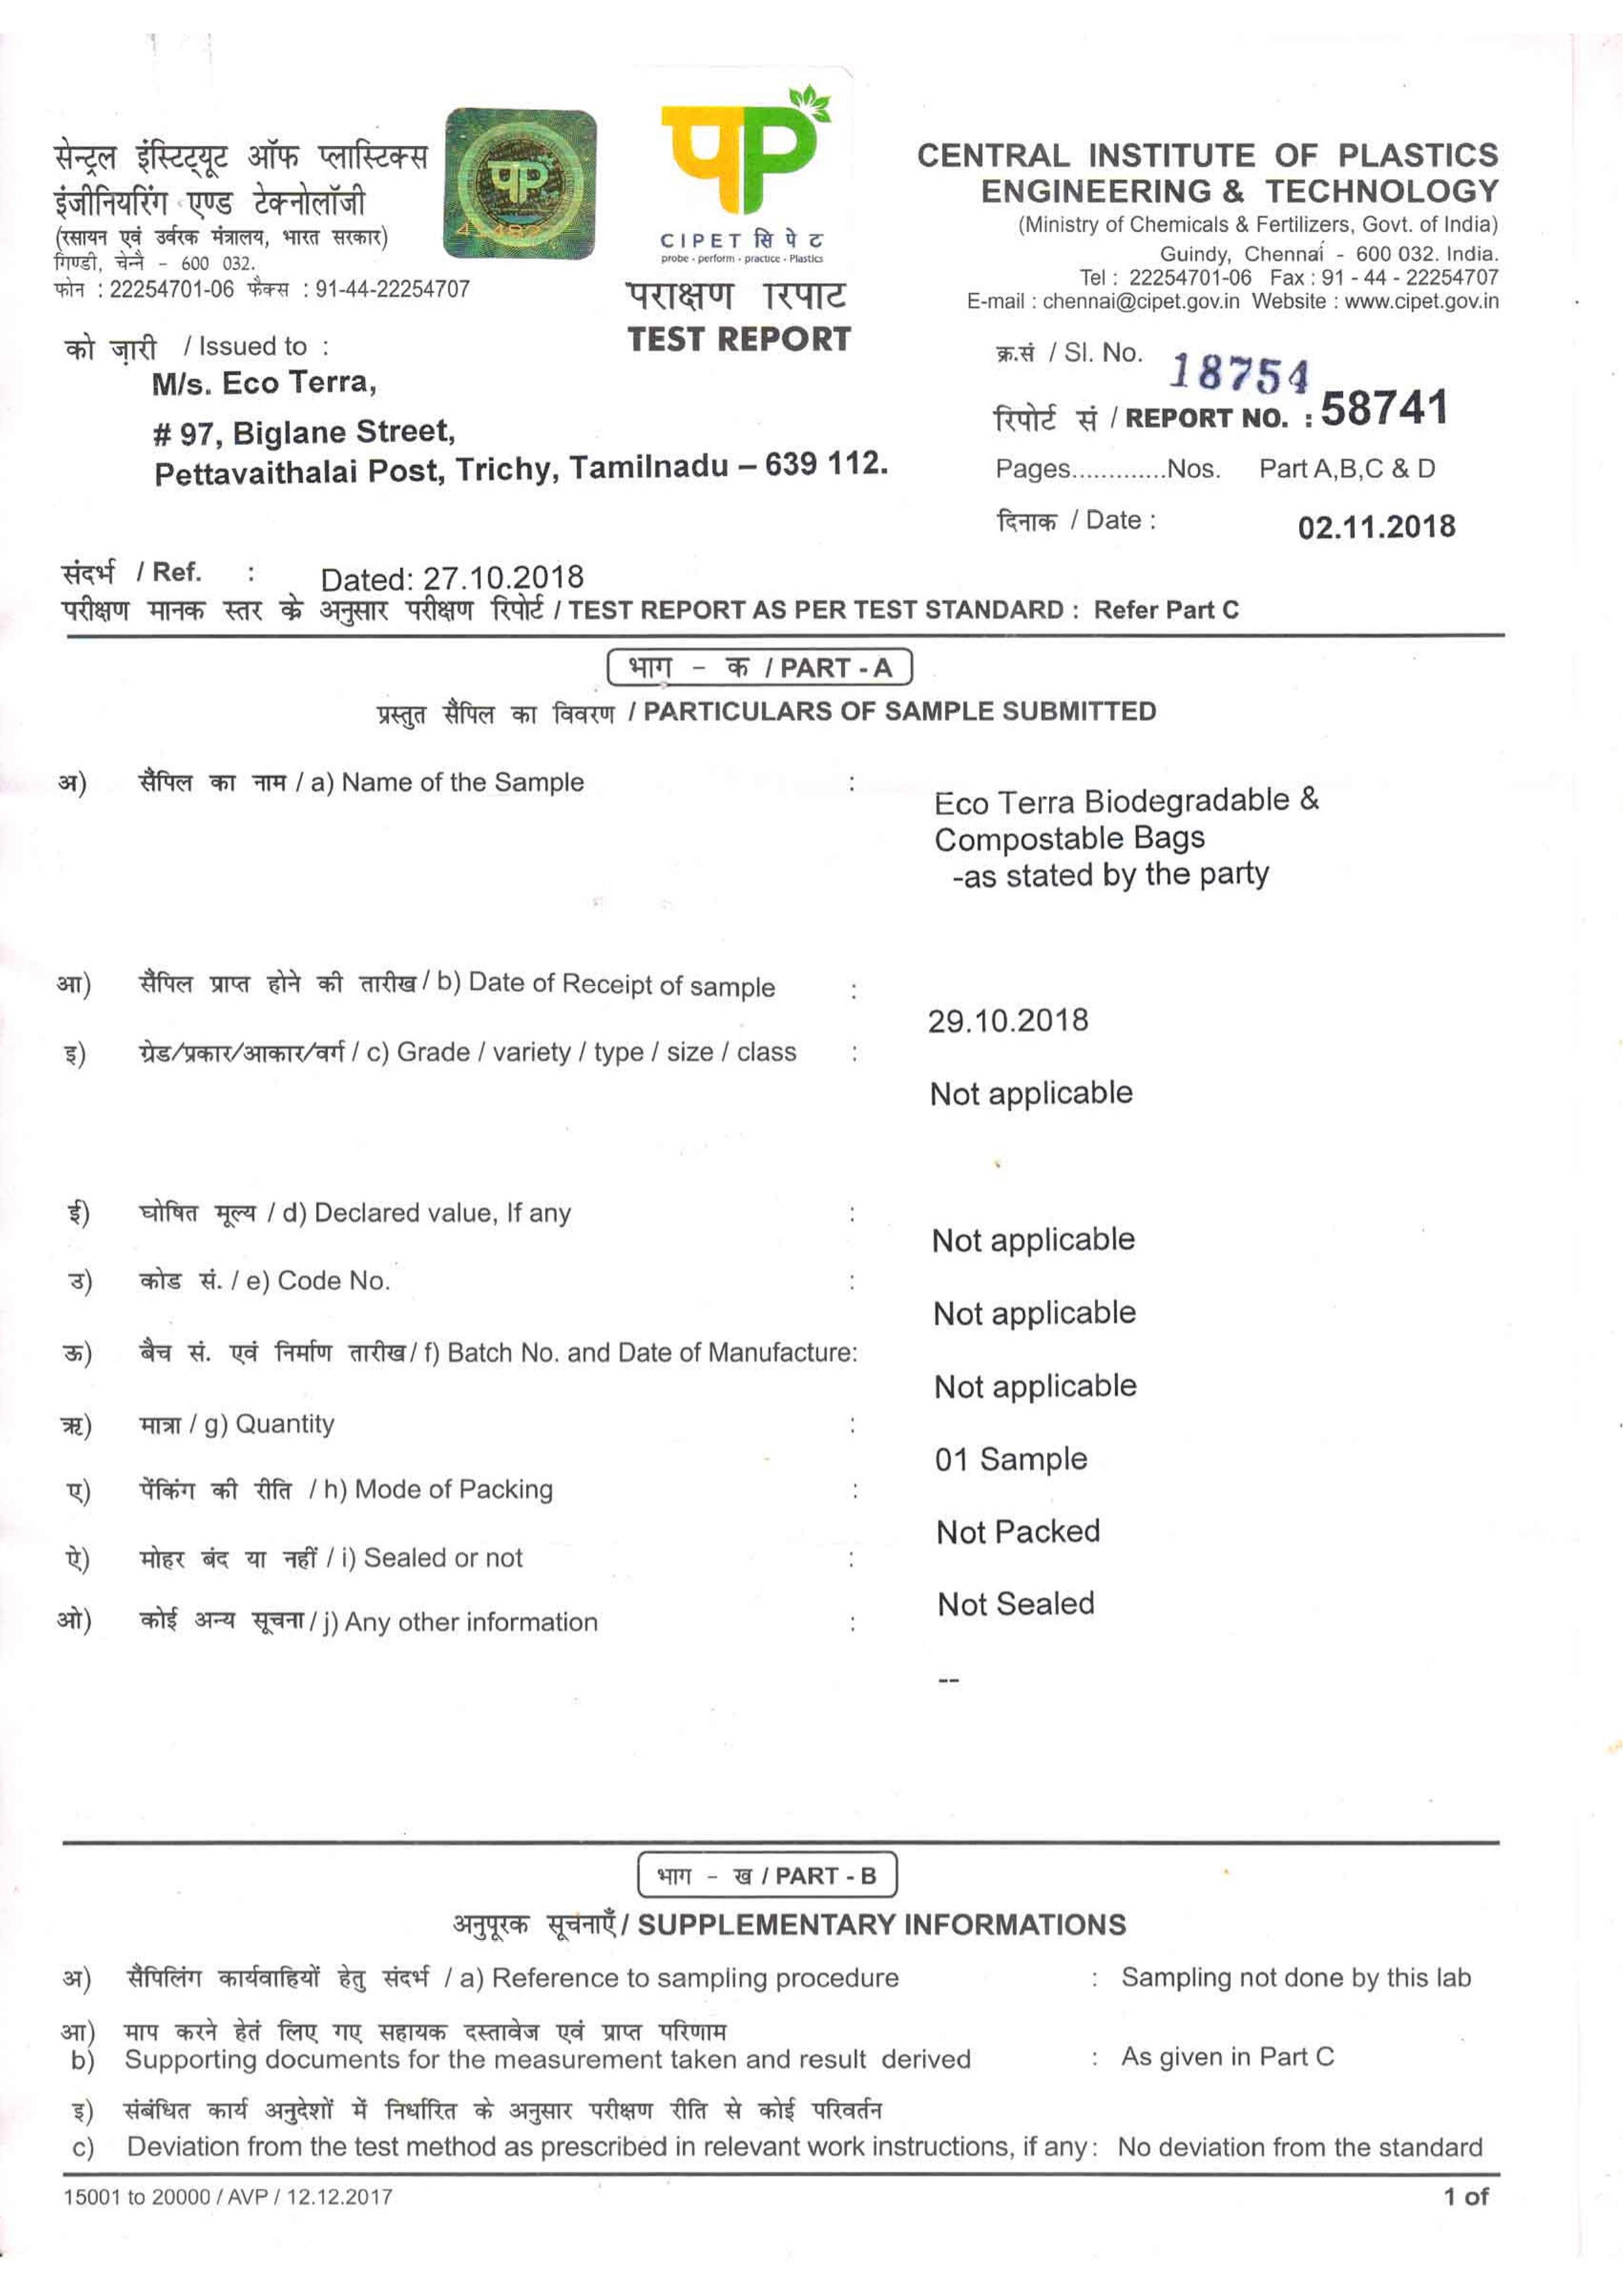 सेन्ट्रल इंस्टिट्यूट ऑफ प्लास्टिक्स
इंजीनियरिंग एण्ड टेक्नोलॉजी
(रसायन एवं उर्वरक मंत्रालय, भारत सरकार)
गिण्डी, चेन्नै - 600 032.
फोन : 22254701-06 फैक्स : 91-44-22254707
पP
CIPET सि पे ट
probe - perform - practice - Plastics
पराक्षण ारपाट
TEST REPORT
CENTRAL INSTITUTE OF PLASTICS
ENGINEERING & TECHNOLOGY
(Ministry of Chemicals & Fertilizers, Govt. of India)
Guindy, Chennai - 600 032. India.
Tel : 22254701-06 Fax : 91 - 44 - 22254707
E-mail : chennai@cipet.gov.in Website : www.cipet.gov.in
को ज़ारी / Issued to :
M/s. Eco Terra,
# 97, Biglane Street,
Pettavaithalai Post, Trichy, Tamilnadu – 639 112.
क्र.सं / Sl. No. 18754
रिपोर्ट सं / REPORT NO. : 58741
Pages.............Nos. Part A,B,C & D
दिनाक / Date : 02.11.2018
संदर्भ / Ref. : Dated: 27.10.2018
परीक्षण मानक स्तर के अनुसार परीक्षण रिपोर्ट / TEST REPORT AS PER TEST STANDARD : Refer Part C
भाग - क / PART - A
प्रस्तुत सैंपिल का विवरण / PARTICULARS OF SAMPLE SUBMITTED
अ) सैंपिल का नाम / a) Name of the Sample :
Eco Terra Biodegradable &
Compostable Bags
-as stated by the party
आ) सैंपिल प्राप्त होने की तारीख / b) Date of Receipt of sample :
29.10.2018
इ) ग्रेड/प्रकार/आकार/वर्ग / c) Grade / variety / type / size / class :
Not applicable
ई) घोषित मूल्य / d) Declared value, If any :
Not applicable
उ) कोड सं. / e) Code No. :
Not applicable
ऊ) बैच सं. एवं निर्माण तारीख / f) Batch No. and Date of Manufacture:
Not applicable
ऋ) मात्रा / g) Quantity :
01 Sample
ए) पेंकिंग की रीति / h) Mode of Packing :
Not Packed
ऐ) मोहर बंद या नहीं / i) Sealed or not :
Not Sealed
ओ) कोई अन्य सूचना / j) Any other information :
--
भाग - ख / PART - B
अनुपूरक सूचनाएँ / SUPPLEMENTARY INFORMATIONS
अ) सैंपिलिंग कार्यवाहियों हेतु संदर्भ / a) Reference to sampling procedure : Sampling not done by this lab
आ) माप करने हेतं लिए गए सहायक दस्तावेज एवं प्राप्त परिणाम
b) Supporting documents for the measurement taken and result derived : As given in Part C
इ) संबंधित कार्य अनुदेशों में निर्धारित के अनुसार परीक्षण रीति से कोई परिवर्तन
c) Deviation from the test method as prescribed in relevant work instructions, if any : No deviation from the standard
15001 to 20000 / AVP / 12.12.2017
1 of